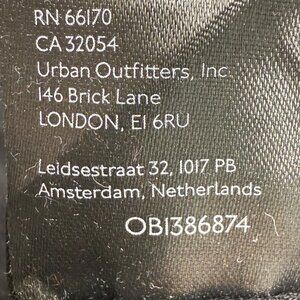 RN 66170
CA 32054
Urban Outfitters, Inc.
146 Brick Lane
LONDON, E1 6RU
Leidsestraat 32, 1017 PB
Amsterdam, Netherlands
OB1386874